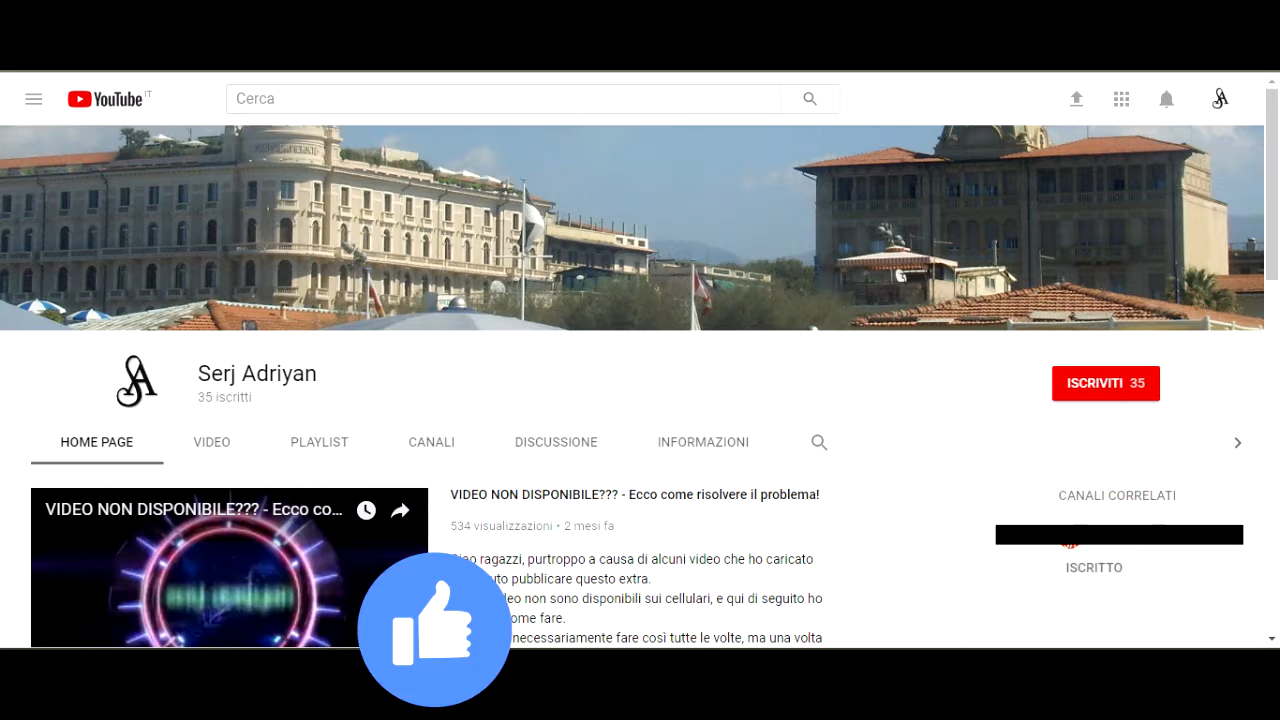 YouTube IT
Cerca
Serj Adriyan
35 iscritti
ISCRIVITI 35
HOME PAGE VIDEO PLAYLIST CANALI DISCUSSIONE INFORMAZIONI
VIDEO NON DISPONIBILE??? - Ecco co...
VIDEO NON DISPONIBILE??? - Ecco come risolvere il problema!
534 visualizzazioni • 2 mesi fa
ragazzi, purtroppo a causa di alcuni video che ho caricato
pubblicare questo extra.
non sono disponibili sui cellulari, e qui di seguito ho
fare.
necessariamente fare così tutte le volte, ma una volta
CANALI CORRELATI
ISCRITTO